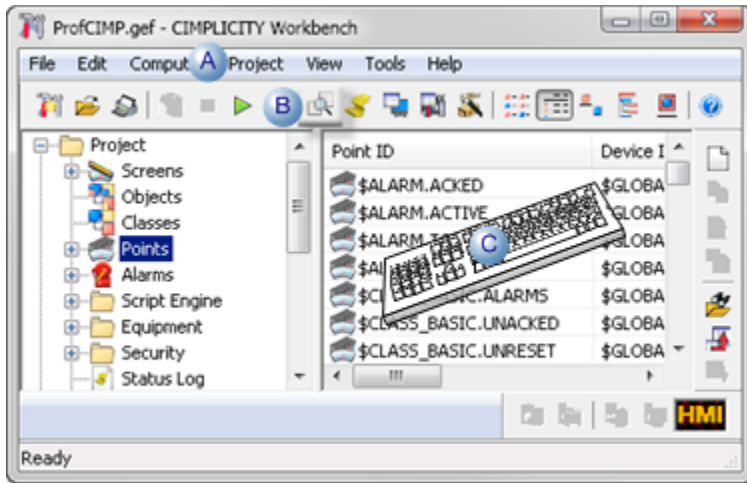 ProfCIMP.gef - CIMPLICITY Workbench
File Edit Comput A Project View Tools Help
B
Project
Screens
Objects
Classes
Points
Alarms
Script Engine
Equipment
Security
Status Log
Point ID Device I
$ALARM.ACKED $GLOBA
$ALARM.ACTIVE $GLOBA
$ALARM. $GLOBA
$AL $GLOBA
C
$CL BASIC.ALARMS $GLOBA
$CLASS_BASIC.UNACKED $GLOBA
$CLASS_BASIC.UNRESET $GLOBA
HMI
Ready